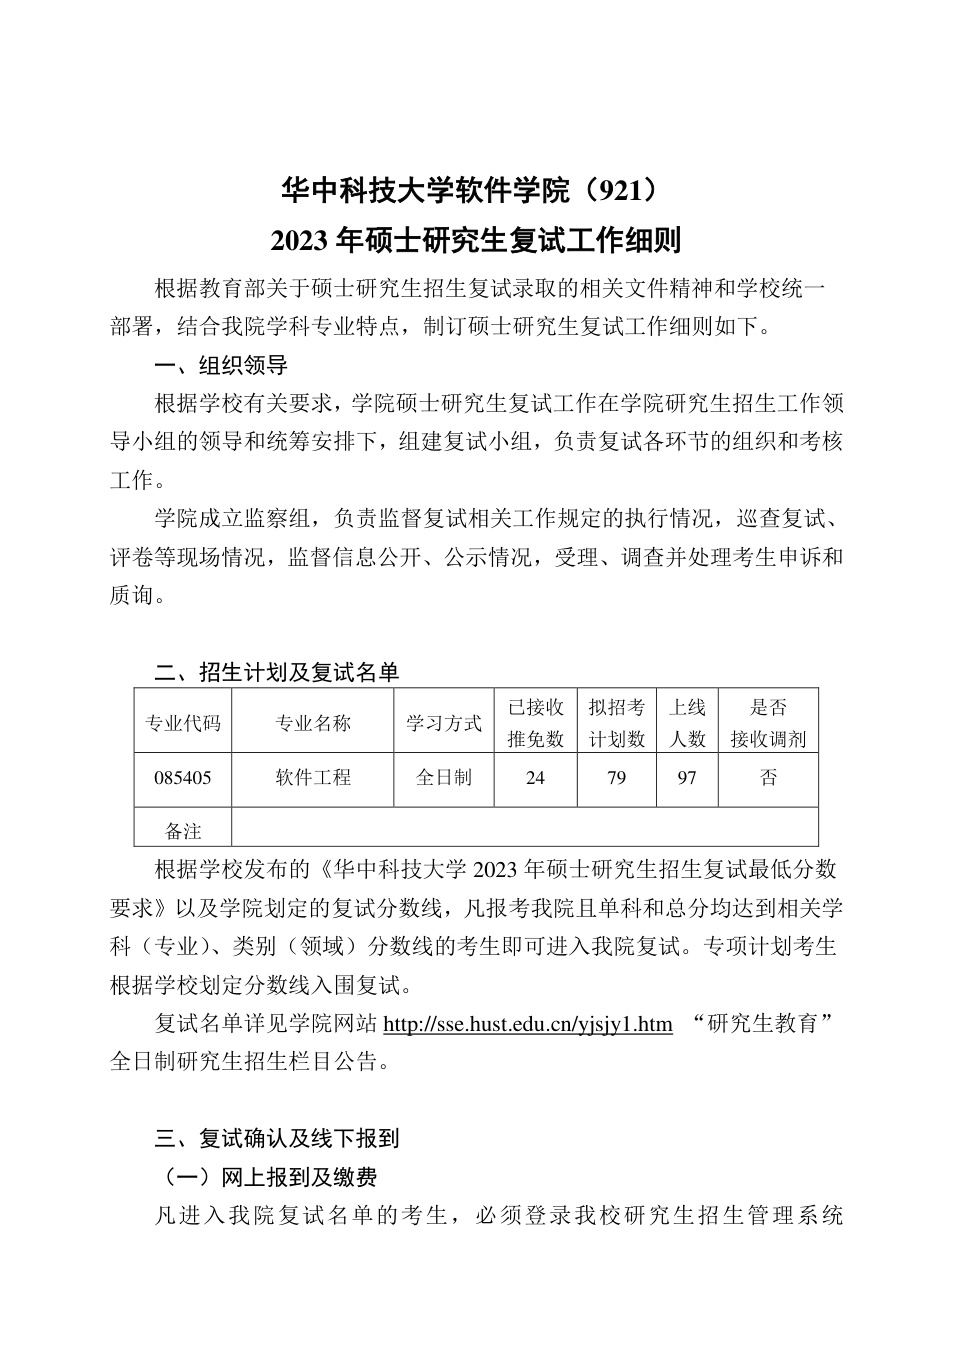 华中科技大学软件学院（921）
2023 年硕士研究生复试工作细则
根据教育部关于硕士研究生招生复试录取的相关文件精神和学校统一
部署，结合我院学科专业特点，制订硕士研究生复试工作细则如下。
一、组织领导
根据学校有关要求，学院硕士研究生复试工作在学院研究生招生工作领
导小组的领导和统筹安排下，组建复试小组，负责复试各环节的组织和考核
工作。
学院成立监察组，负责监督复试相关工作规定的执行情况，巡查复试、
评卷等现场情况，监督信息公开、公示情况，受理、调查并处理考生申诉和
质询。
二、招生计划及复试名单
专业代码 专业名称 学习方式 已接收推免数 拟招考计划数 上线人数 是否接收调剂
085405 软件工程 全日制 24 79 97 否
备注
根据学校发布的《华中科技大学 2023 年硕士研究生招生复试最低分数
要求》以及学院划定的复试分数线，凡报考我院且单科和总分均达到相关学
科（专业）、类别（领域）分数线的考生即可进入我院复试。专项计划考生
根据学校划定分数线入围复试。
复试名单详见学院网站 http://sse.hust.edu.cn/yjsjy1.htm “研究生教育”
全日制研究生招生栏目公告。
三、复试确认及线下报到
（一）网上报到及缴费
凡进入我院复试名单的考生，必须登录我校研究生招生管理系统